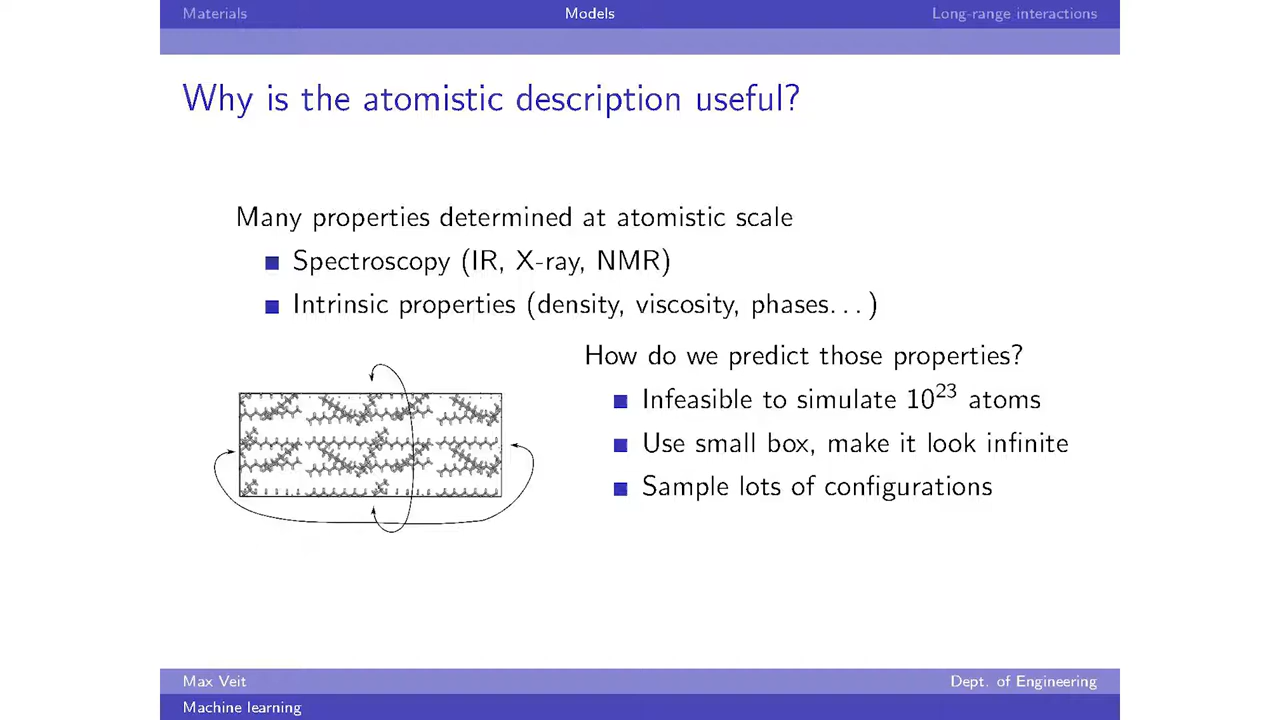 Materials
Models
Long-range interactions
Why is the atomistic description useful?
Many properties determined at atomistic scale
Spectroscopy (IR, X-ray, NMR)
Intrinsic properties (density, viscosity, phases...)
How do we predict those properties?
Infeasible to simulate 10²³ atoms
Use small box, make it look infinite
Sample lots of configurations
Max Veit
Dept. of Engineering
Machine learning